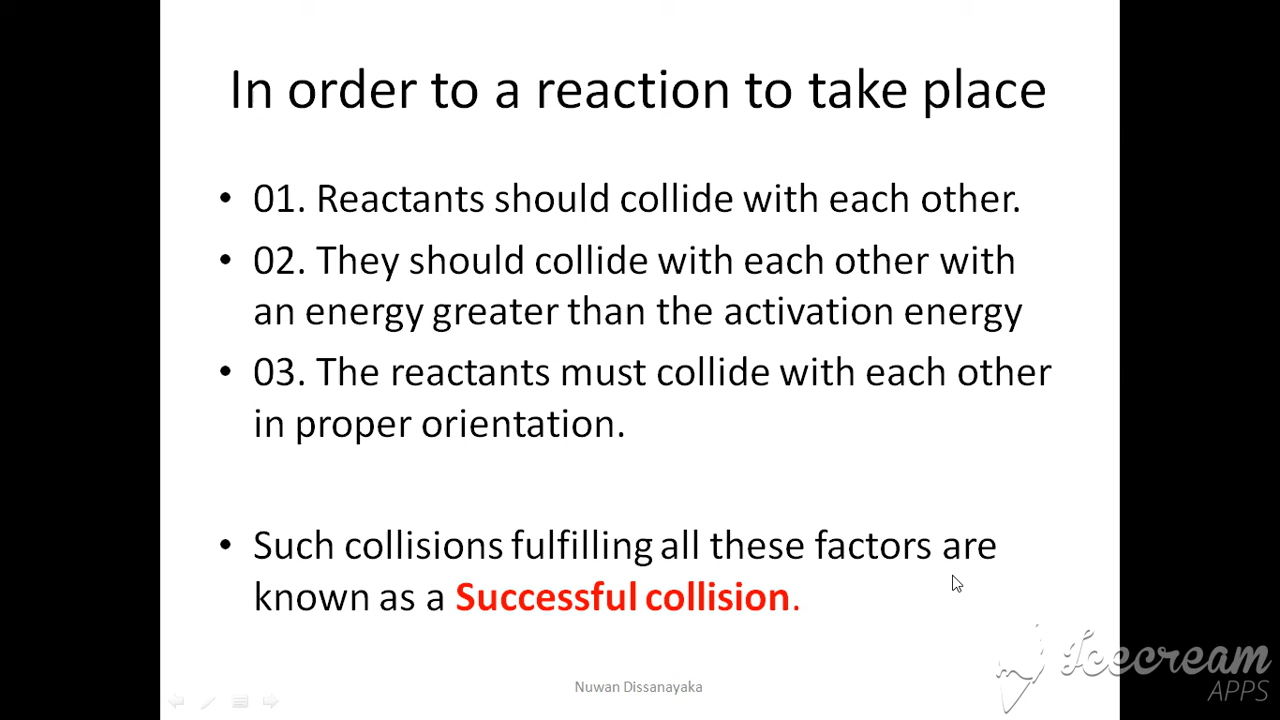 In order to a reaction to take place
• 01. Reactants should collide with each other.
• 02. They should collide with each other with
an energy greater than the activation energy
• 03. The reactants must collide with each other
in proper orientation.
• Such collisions fulfilling all these factors are
known as a Successful collision.
Nuwan Dissanayaka
Icecream
APPS